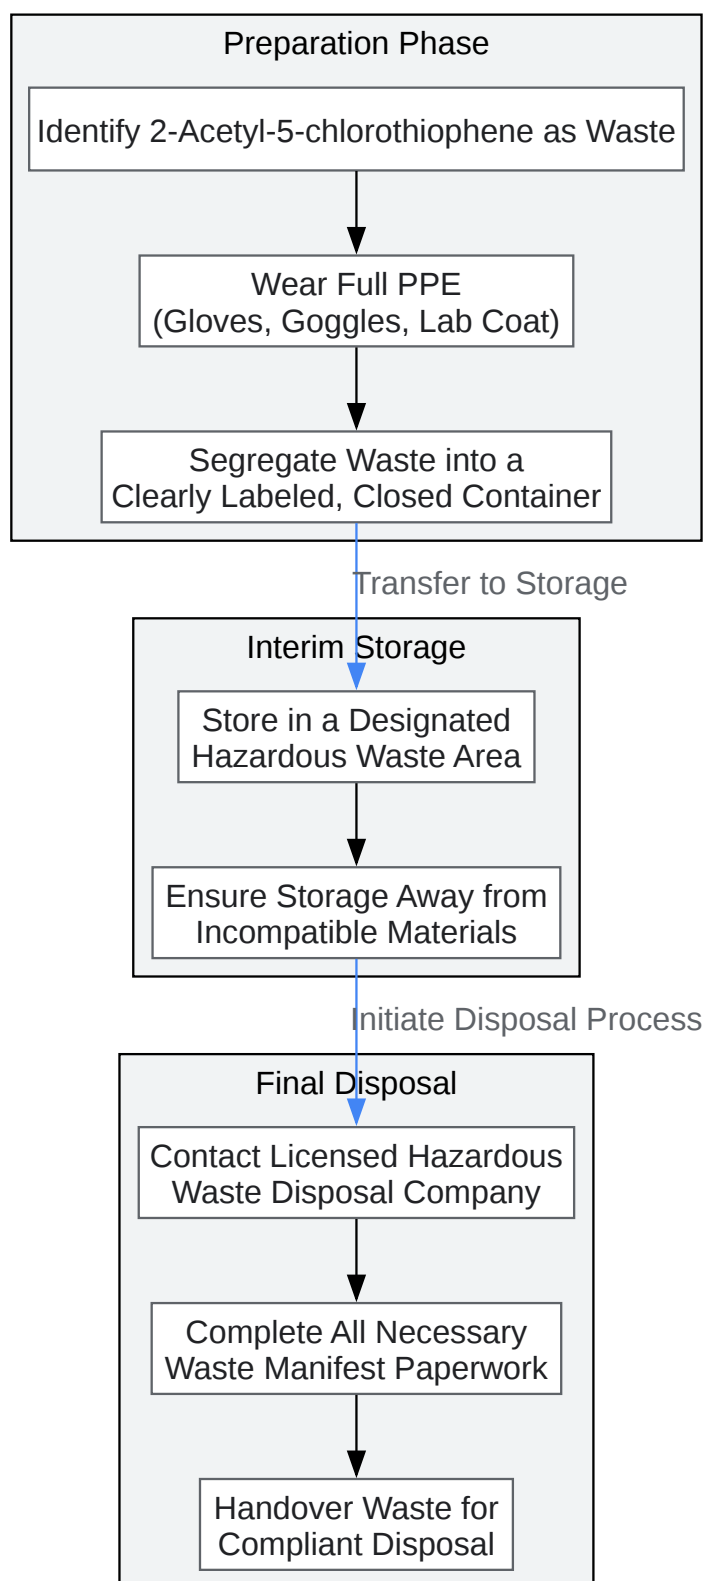 Preparation Phase
Identify 2-Acetyl-5-chlorothiophene as Waste
Wear Full PPE
(Gloves, Goggles, Lab Coat)
Segregate Waste into a
Clearly Labeled, Closed Container
Transfer to Storage
Interim Storage
Store in a Designated
Hazardous Waste Area
Ensure Storage Away from
Incompatible Materials
Initiate Disposal Process
Final Disposal
Contact Licensed Hazardous
Waste Disposal Company
Complete All Necessary
Waste Manifest Paperwork
Handover Waste for
Compliant Disposal